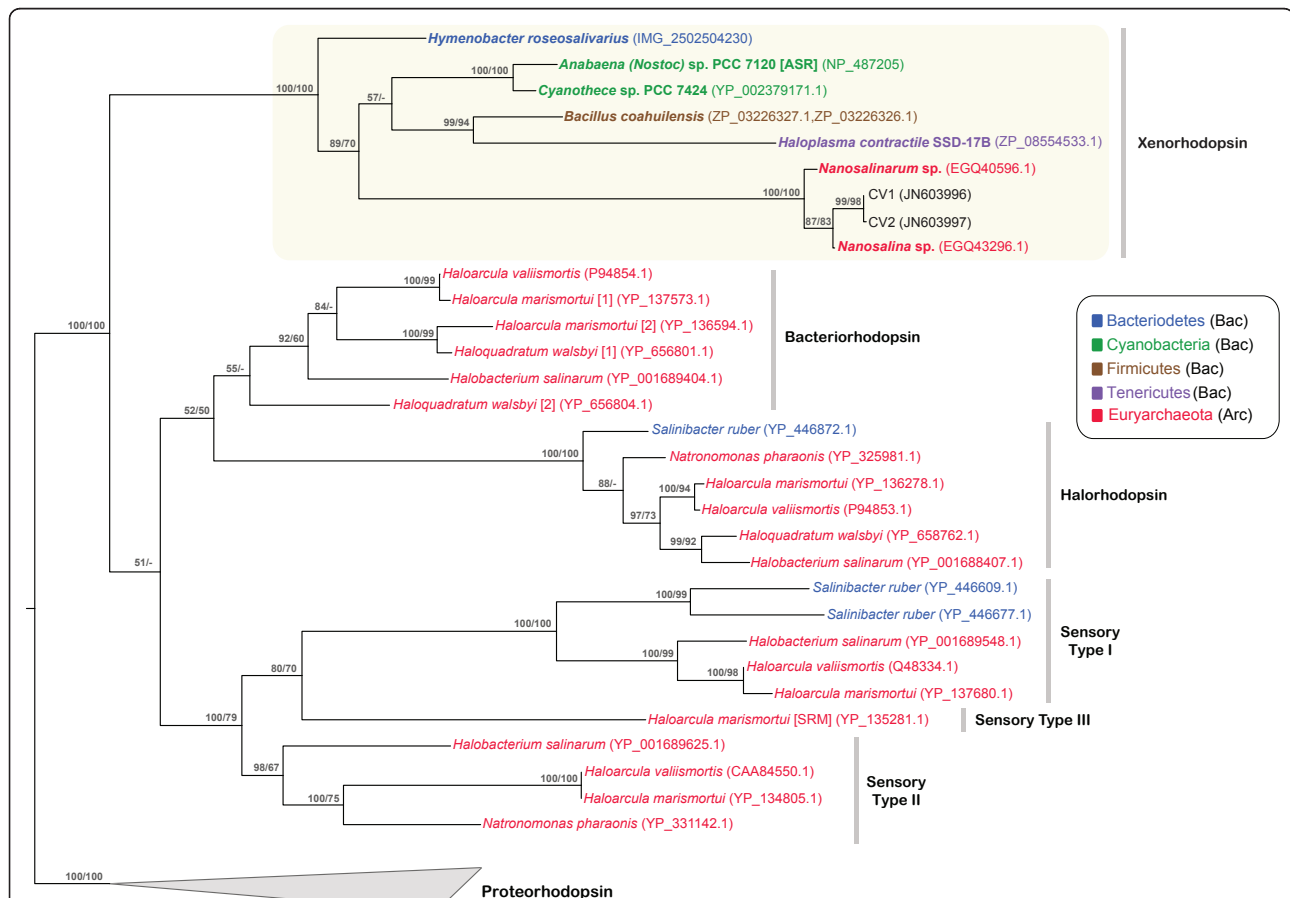 Hymenobacter roseosalivarius (IMG_2502504230)
100/100
Anabaena (Nostoc) sp. PCC 7120 [ASR] (NP_487205)
100/100
Cyanothece sp. PCC 7424 (YP_002379171.1)
57/-
Bacillus coahuilensis (ZP_03226327.1,ZP_03226326.1)
99/94
Haloplasma contractile SSD-17B (ZP_08554533.1)
89/70
Nanosalinarum sp. (EGQ40596.1)
100/100
CV1 (JN603996)
99/98
CV2 (JN603997)
87/83
Nanosalina sp. (EGQ43296.1)
Xenorhodopsin
100/100
Haloarcula valiismortis (P94854.1)
100/99
Haloarcula marismortui [1] (YP_137573.1)
84/-
Haloarcula marismortui [2] (YP_136594.1)
100/99
Haloquadratum walsbyi [1] (YP_656801.1)
92/60
Halobacterium salinarum (YP_001689404.1)
55/-
Haloquadratum walsbyi [2] (YP_656804.1)
Bacteriorhodopsin
52/50
Salinibacter ruber (YP_446872.1)
100/100
Natronomonas pharaonis (YP_325981.1)
88/-
Haloarcula marismortui (YP_136278.1)
100/94
Haloarcula valiismortis (P94853.1)
97/73
Haloquadratum walsbyi (YP_658762.1)
99/92
Halobacterium salinarum (YP_001688407.1)
Halorhodopsin
51/-
Salinibacter ruber (YP_446609.1)
100/99
Salinibacter ruber (YP_446677.1)
100/100
Halobacterium salinarum (YP_001689548.1)
100/99
Haloarcula valiismortis (Q48334.1)
100/98
Haloarcula marismortui (YP_137680.1)
Sensory
Type I
80/70
Haloarcula marismortui [SRM] (YP_135281.1)
Sensory Type III
100/79
Halobacterium salinarum (YP_001689625.1)
98/67
Haloarcula valiismortis (CAA84550.1)
100/100
Haloarcula marismortui (YP_134805.1)
100/75
Natronomonas pharaonis (YP_331142.1)
Sensory
Type II
100/100
Proteorhodopsin
Bacteriodetes (Bac)
Cyanobacteria (Bac)
Firmicutes (Bac)
Tenericutes (Bac)
Euryarchaeota (Arc)